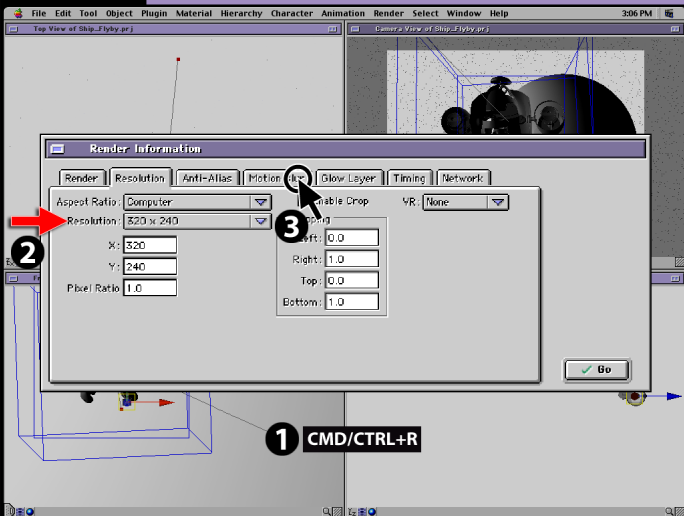 File Edit Tool Object Plugin Material Hierarchy Character Animation Render Select Window Help 3:06 PM
Top View of Ship_Flyby.prj
Camera View of Ship_Flyby.prj
Render Information
Render Resolution Anti-Alias Motion Blur Glow Layer Timing Network
Aspect Ratio: Computer
Enable Crop
VR: None
Resolution: 320 x 240
X: 320
Y: 240
Pixel Ratio 1.0
Left: 0.0
Right: 1.0
Top: 0.0
Bottom: 1.0
Go
2
3
1 CMD/CTRL+R